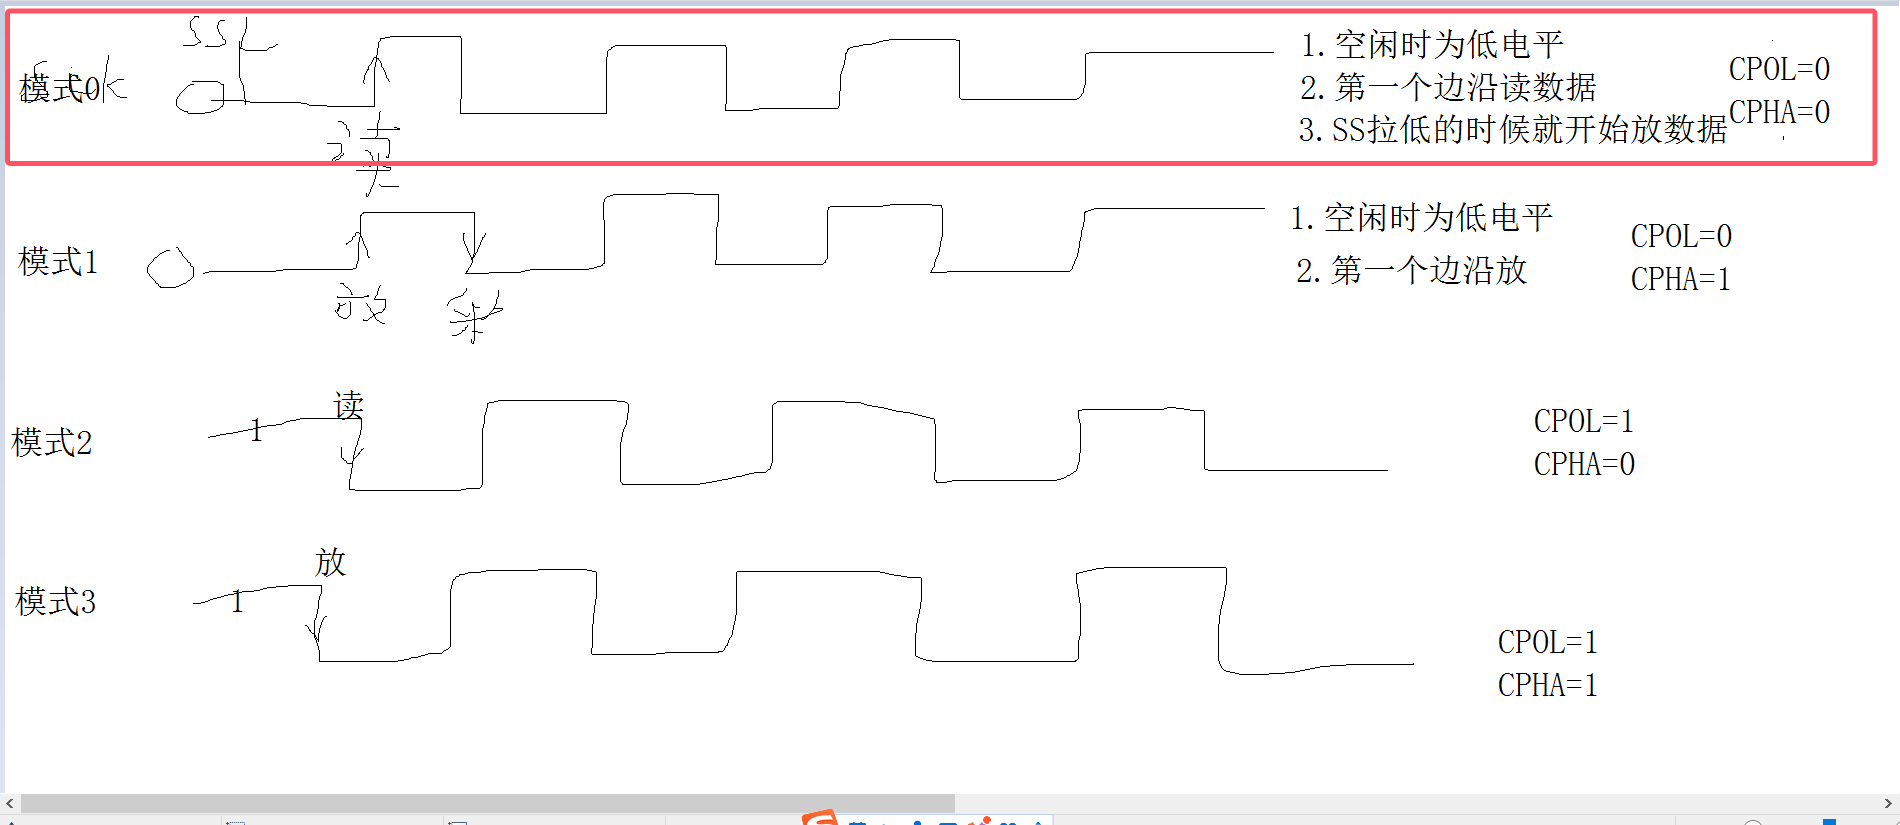 SS
sck
模式0
读
1.空闲时为低电平
2.第一个边沿读数据
3.SS拉低的时候就开始放数据
CPOL=0
CPHA=0
模式1
放
采
1.空闲时为低电平
2.第一个边沿放
CPOL=0
CPHA=1
模式2
1
读
CPOL=1
CPHA=0
模式3
1
放
CPOL=1
CPHA=1